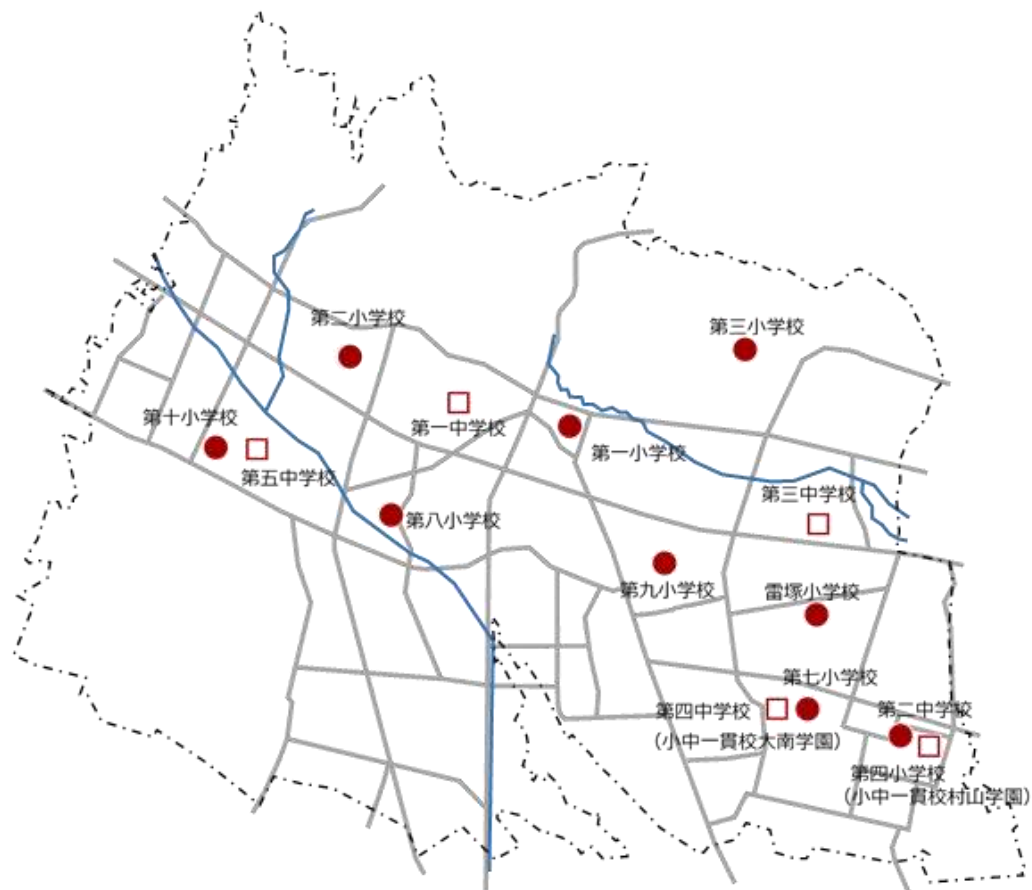 第二小学校
第三小学校
第十小学校
第一中学校
第一小学校
第五中学校
第三中学校
第八小学校
第九小学校
雷塚小学校
第七小学校
第四中学校
第二中学校
（小中一貫校大南学園）
第四小学校
（小中一貫校村山学園）